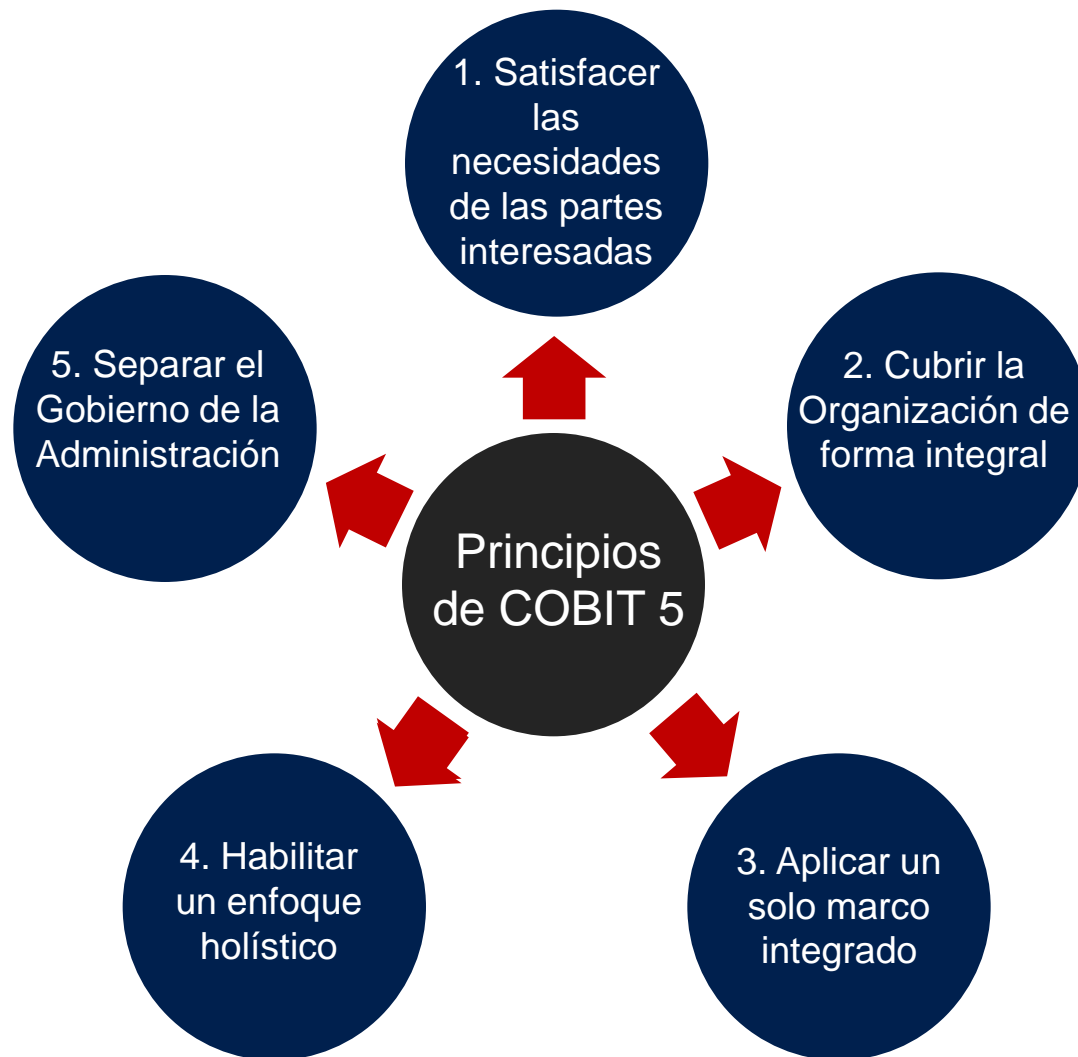 1. Satisfacer
las
necesidades
de las partes
interesadas
5. Separar el
Gobierno de la
Administración
2. Cubrir la
Organización de
forma integral
Principios
de COBIT 5
4. Habilitar
un enfoque
holístico
3. Aplicar un
solo marco
integrado